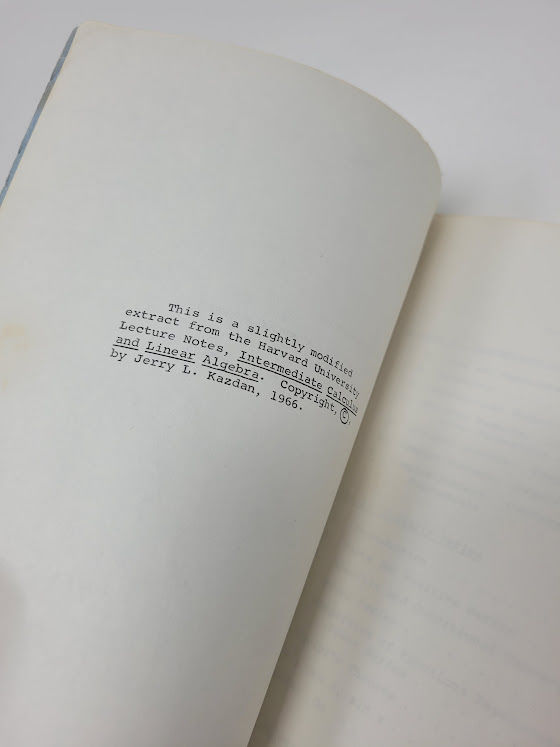 This is a slightly modified
extract from the Harvard University
Lecture Notes, Intermediate Calculus
and Linear Algebra. Copyright, ©,
by Jerry L. Kazdan, 1966.